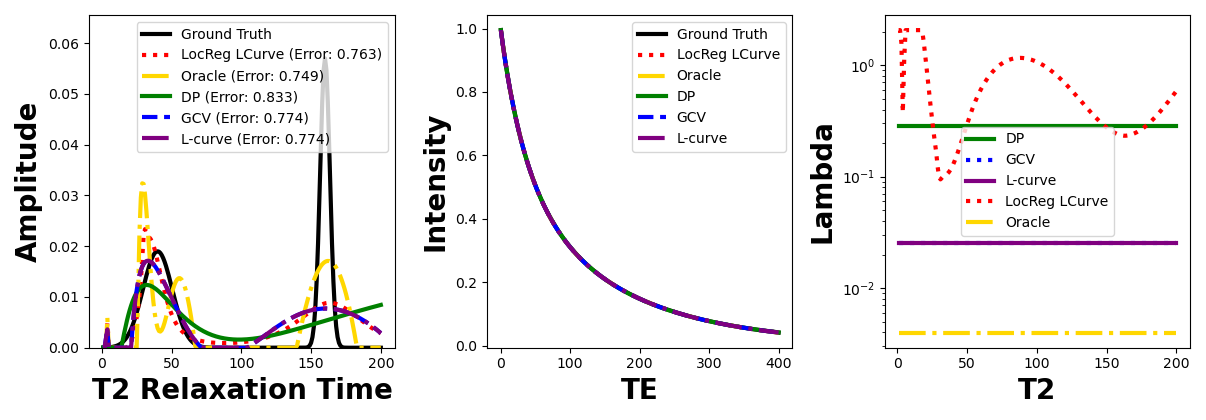 Amplitude
0.06
0.05
0.04
0.03
0.02
0.01
0.00
0 50 100 150 200
T2 Relaxation Time
Ground Truth
LocReg LCurve (Error: 0.763)
Oracle (Error: 0.749)
DP (Error: 0.833)
GCV (Error: 0.774)
L-curve (Error: 0.774)
Intensity
1.0
0.8
0.6
0.4
0.2
0.0
0 100 200 300 400
TE
Ground Truth
LocReg LCurve
Oracle
DP
GCV
L-curve
Lambda
10⁰
10⁻¹
10⁻²
0 50 100 150 200
T2
DP
GCV
L-curve
LocReg LCurve
Oracle